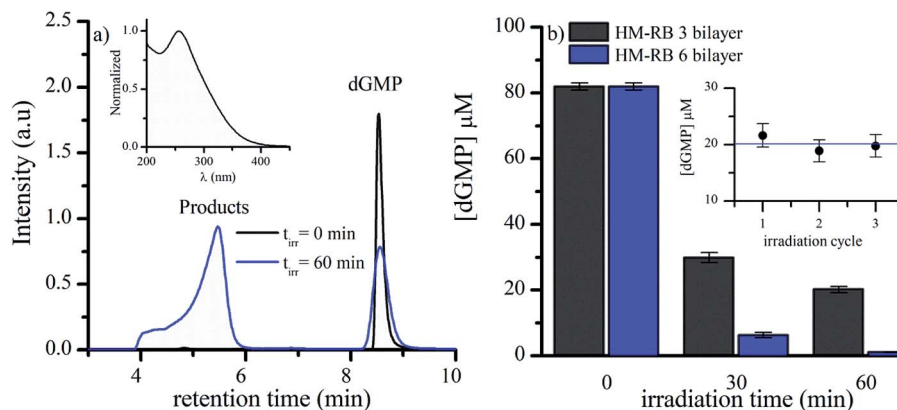 a)
Normalized
1.0
0.5
0.0
200 300 400
λ (nm)
Intensity (a.u)
2.5
2.0
1.5
1.0
0.5
0.0
dGMP
Products
t_irr = 0 min
t_irr = 60 min
4 6 8 10
retention time (min)
b)
HM-RB 3 bilayer
HM-RB 6 bilayer
[dGMP] μM
100
80
60
40
20
0
[dGMP] μM
30
20
10
1 2 3
irradiation cycle
0 30 60
irradiation time (min)